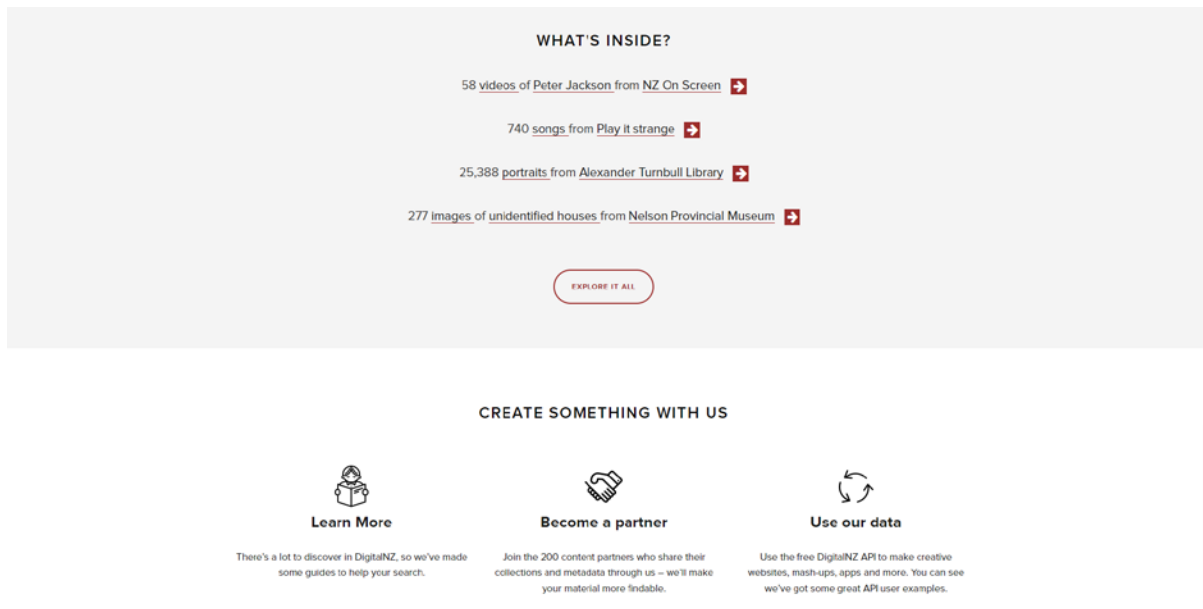 WHAT'S INSIDE?
58 videos of Peter Jackson from NZ On Screen
740 songs from Play it strange
25,388 portraits from Alexander Turnbull Library
277 images of unidentified houses from Nelson Provincial Museum
EXPLORE IT ALL
CREATE SOMETHING WITH US
Learn More
There's a lot to discover in DigitalNZ, so we've made
some guides to help your search.
Become a partner
Join the 200 content partners who share their
collections and metadata through us – we'll make
your material more findable.
Use our data
Use the free DigitalNZ API to make creative
websites, mash-ups, apps and more. You can see
we've got some great API user examples.